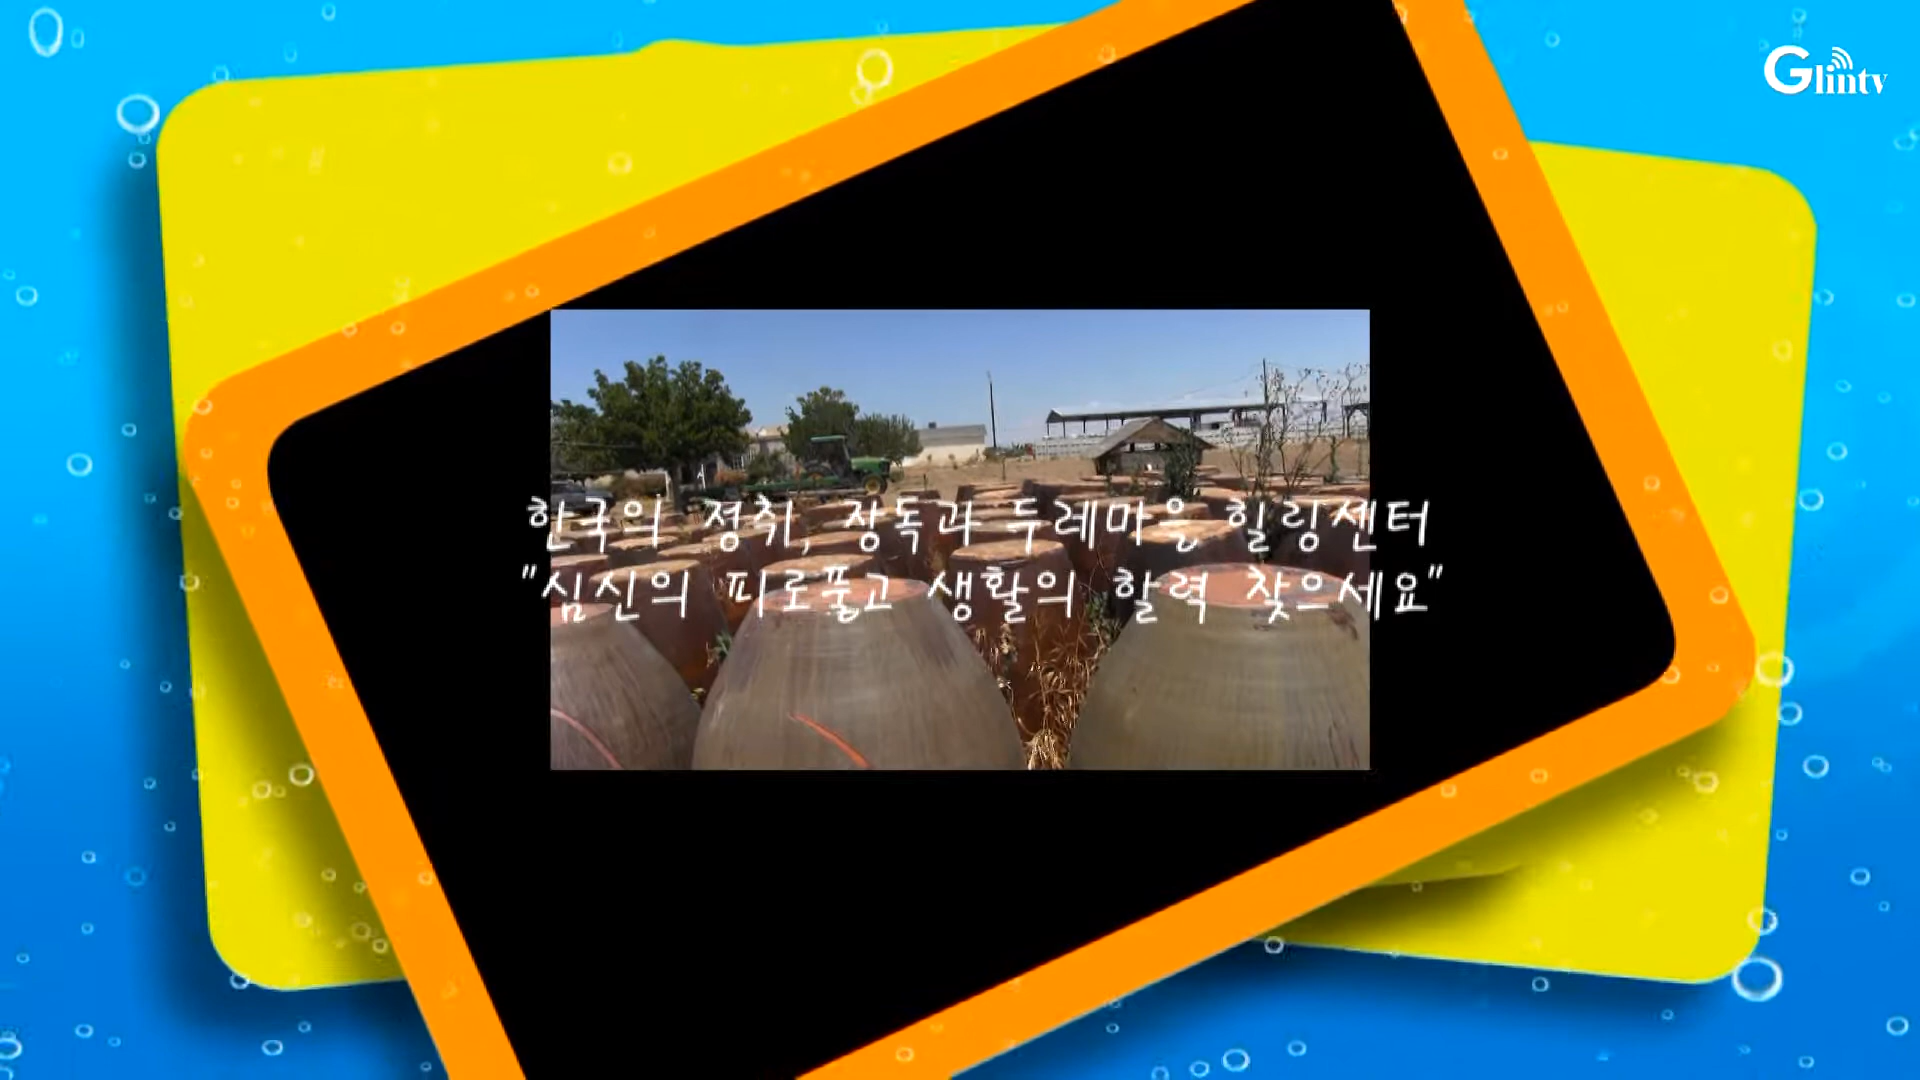 Glintv
한국의 정취, 장독과 두레마을 힐링센터
"심신의 피로풀고 생활의 활력 찾으세요"